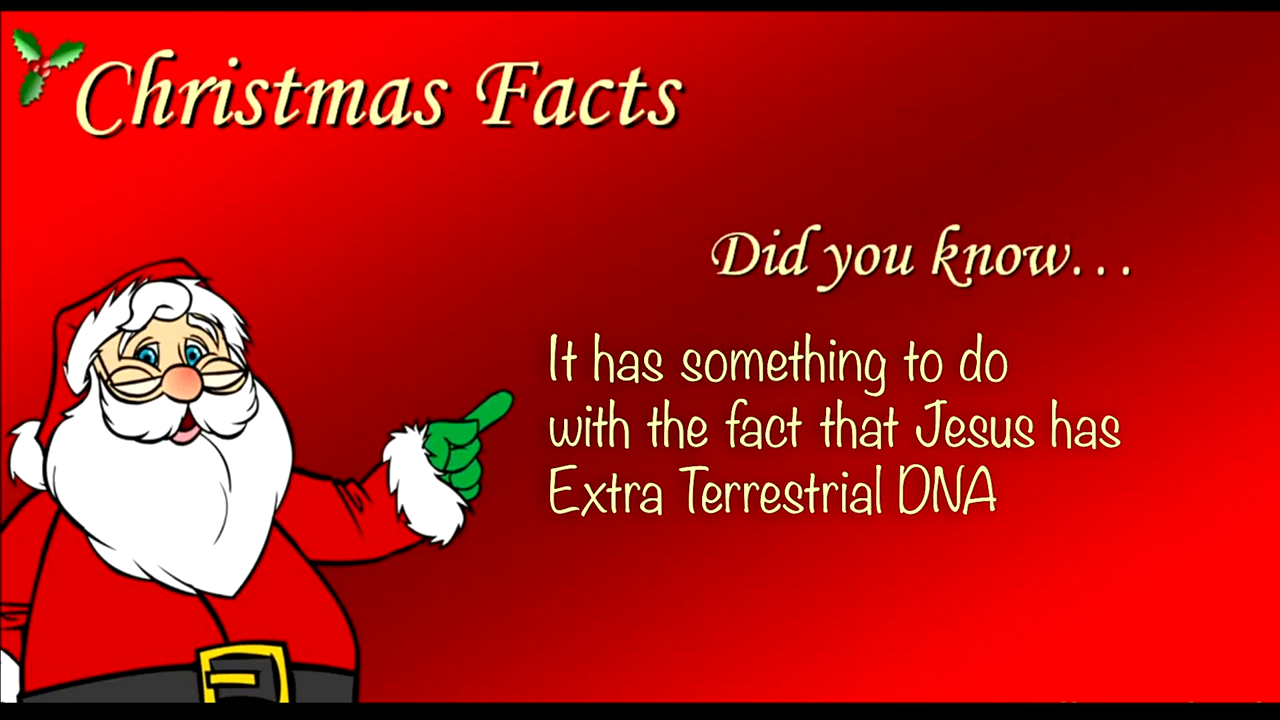 Christmas Facts
Did you know...
It has something to do
with the fact that Jesus has
Extra Terrestrial DNA